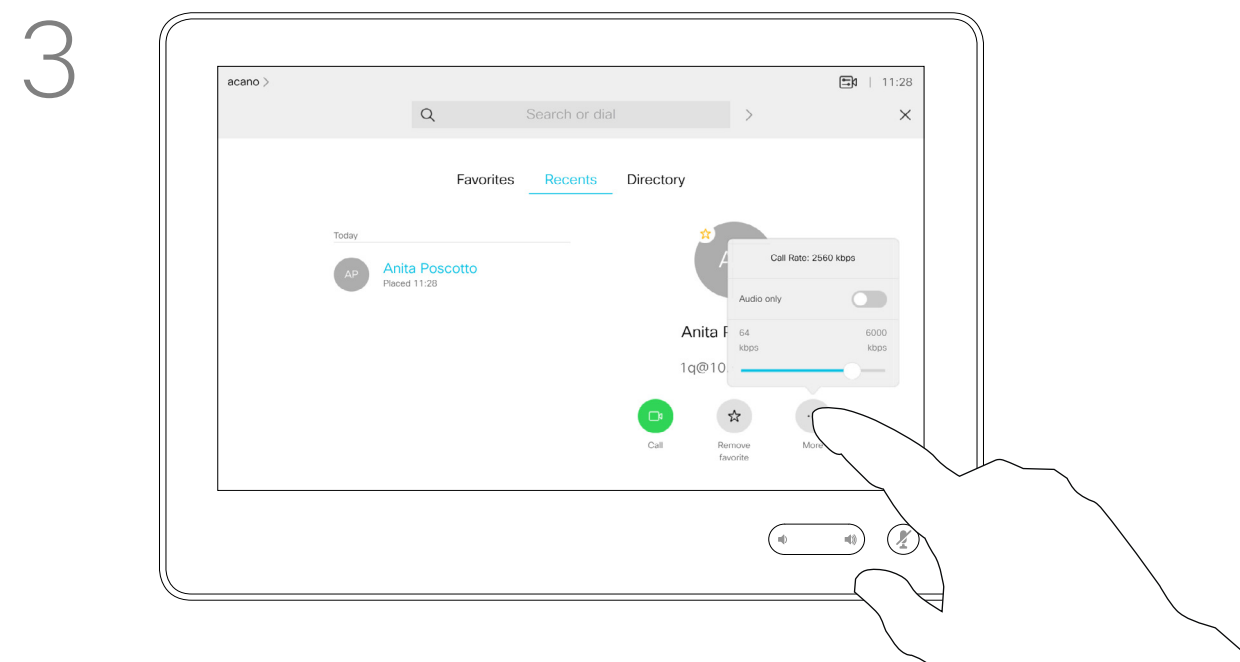 3
acano >
11:28
Search or dial
Favorites Recents Directory
Today
AP
Anita Poscotto
Placed 11:28
Call Rate: 2560 kbps
Audio only
64 kbps
6000 kbps
Anita
1q@10.
Call
Remove favorite
More